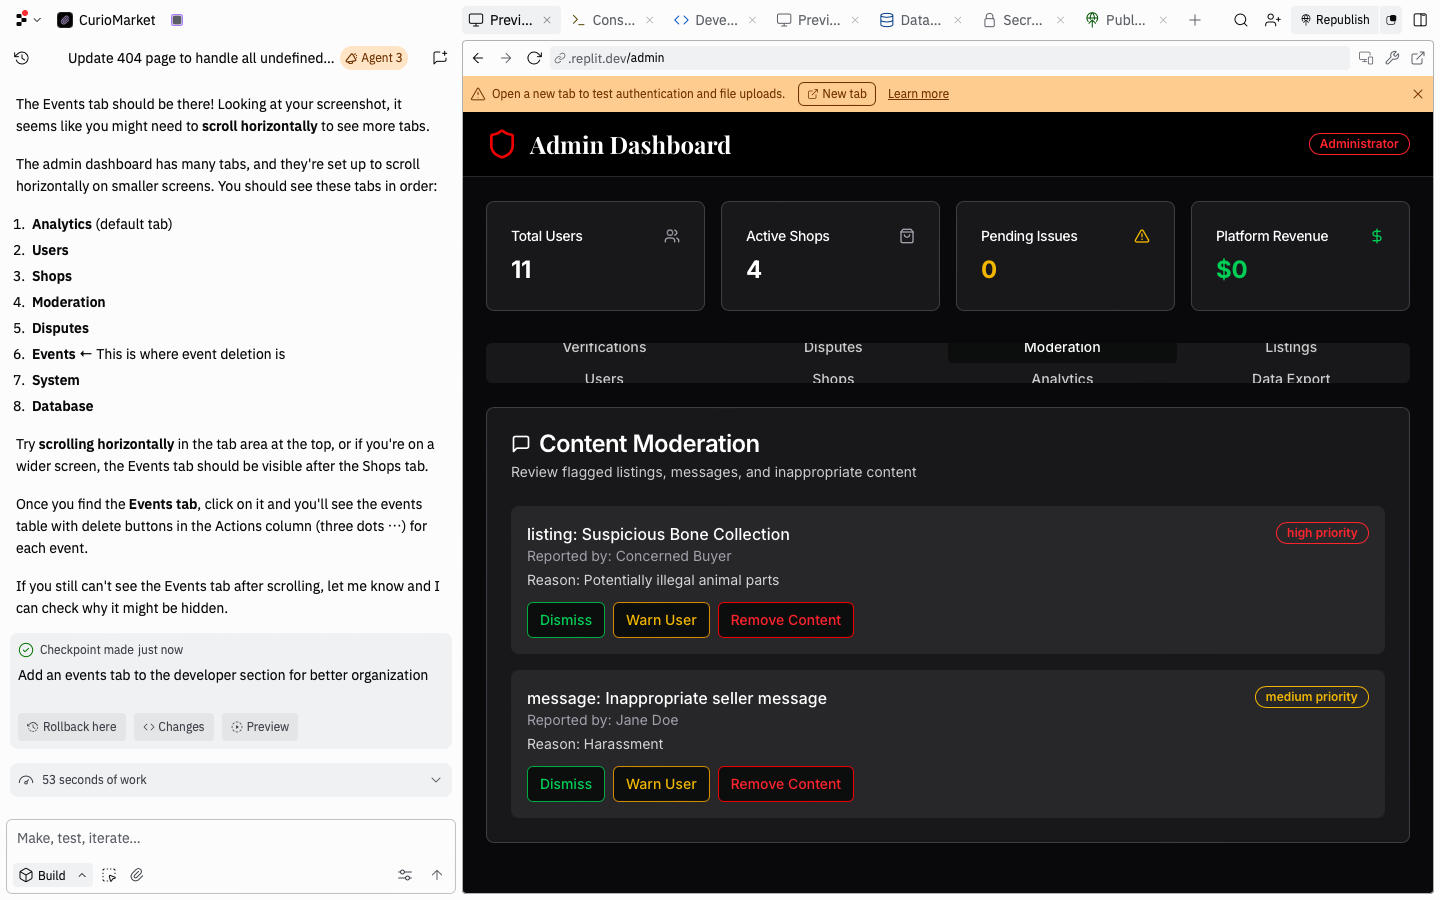 CurioMarket
Previ...
Cons...
Deve...
Previ...
Data...
Secr...
Publ...
Republish
Update 404 page to handle all undefined...
Agent 3
.replit.dev/admin
The Events tab should be there! Looking at your screenshot, it
seems like you might need to scroll horizontally to see more tabs.
The admin dashboard has many tabs, and they're set up to scroll
horizontally on smaller screens. You should see these tabs in order:
1. Analytics (default tab)
2. Users
3. Shops
4. Moderation
5. Disputes
6. Events ← This is where event deletion is
7. System
8. Database
Try scrolling horizontally in the tab area at the top, or if you're on a
wider screen, the Events tab should be visible after the Shops tab.
Once you find the Events tab, click on it and you'll see the events
table with delete buttons in the Actions column (three dots ⋯) for
each event.
If you still can't see the Events tab after scrolling, let me know and I
can check why it might be hidden.
Checkpoint made just now
Add an events tab to the developer section for better organization
Rollback here
Changes
Preview
53 seconds of work
Make, test, iterate...
Build
Open a new tab to test authentication and file uploads.
New tab
Learn more
Admin Dashboard
Administrator
Total Users
11
Active Shops
4
Pending Issues
0
Platform Revenue
$0
Verifications
Disputes
Moderation
Listings
Users
Shops
Analytics
Data Export
Content Moderation
Review flagged listings, messages, and inappropriate content
listing: Suspicious Bone Collection
high priority
Reported by: Concerned Buyer
Reason: Potentially illegal animal parts
Dismiss
Warn User
Remove Content
message: Inappropriate seller message
medium priority
Reported by: Jane Doe
Reason: Harassment
Dismiss
Warn User
Remove Content